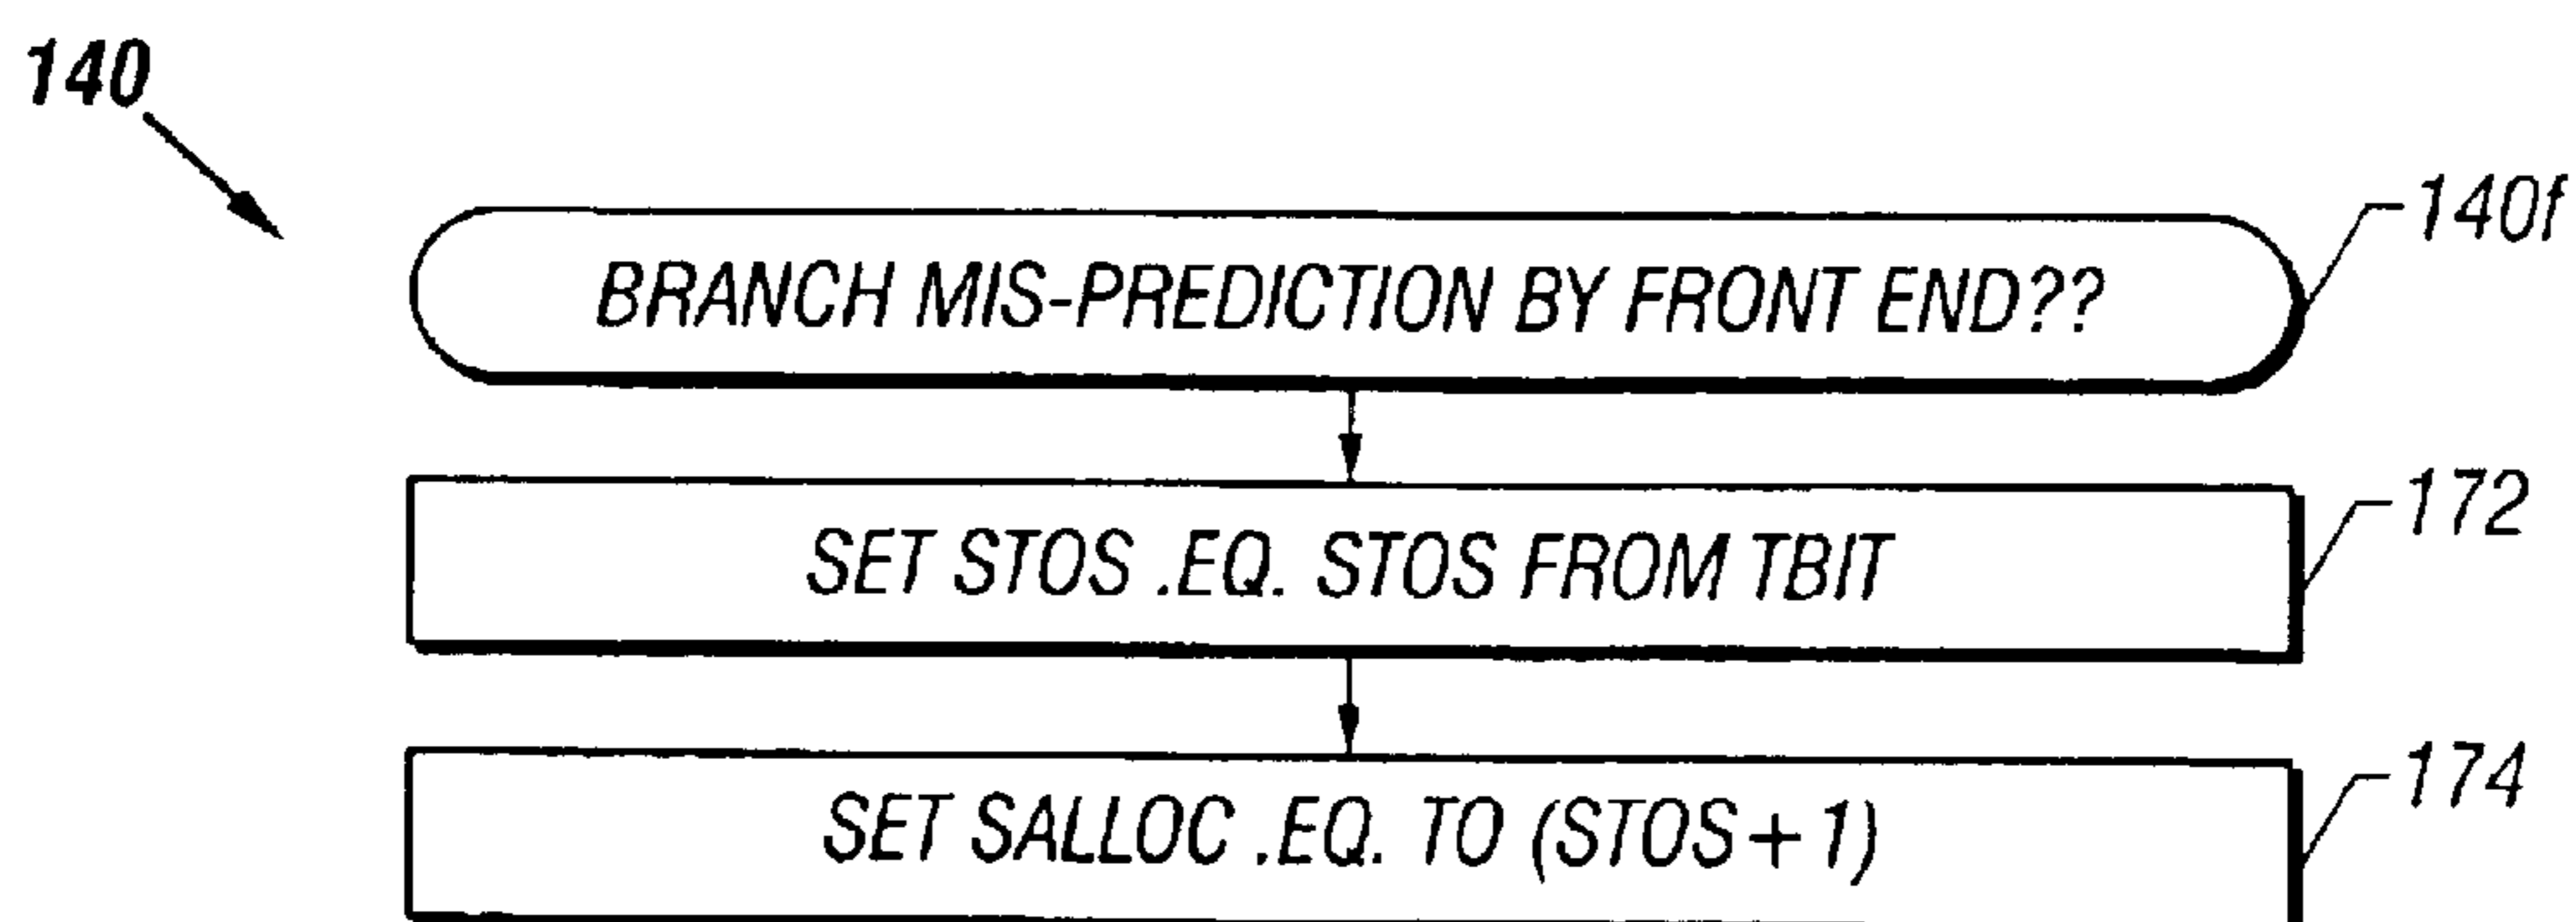 140
140f
BRANCH MIS-PREDICTION BY FRONT END??
172
SET STOS .EQ. STOS FROM TBIT
174
SET SALLOC .EQ. TO (STOS + 1)